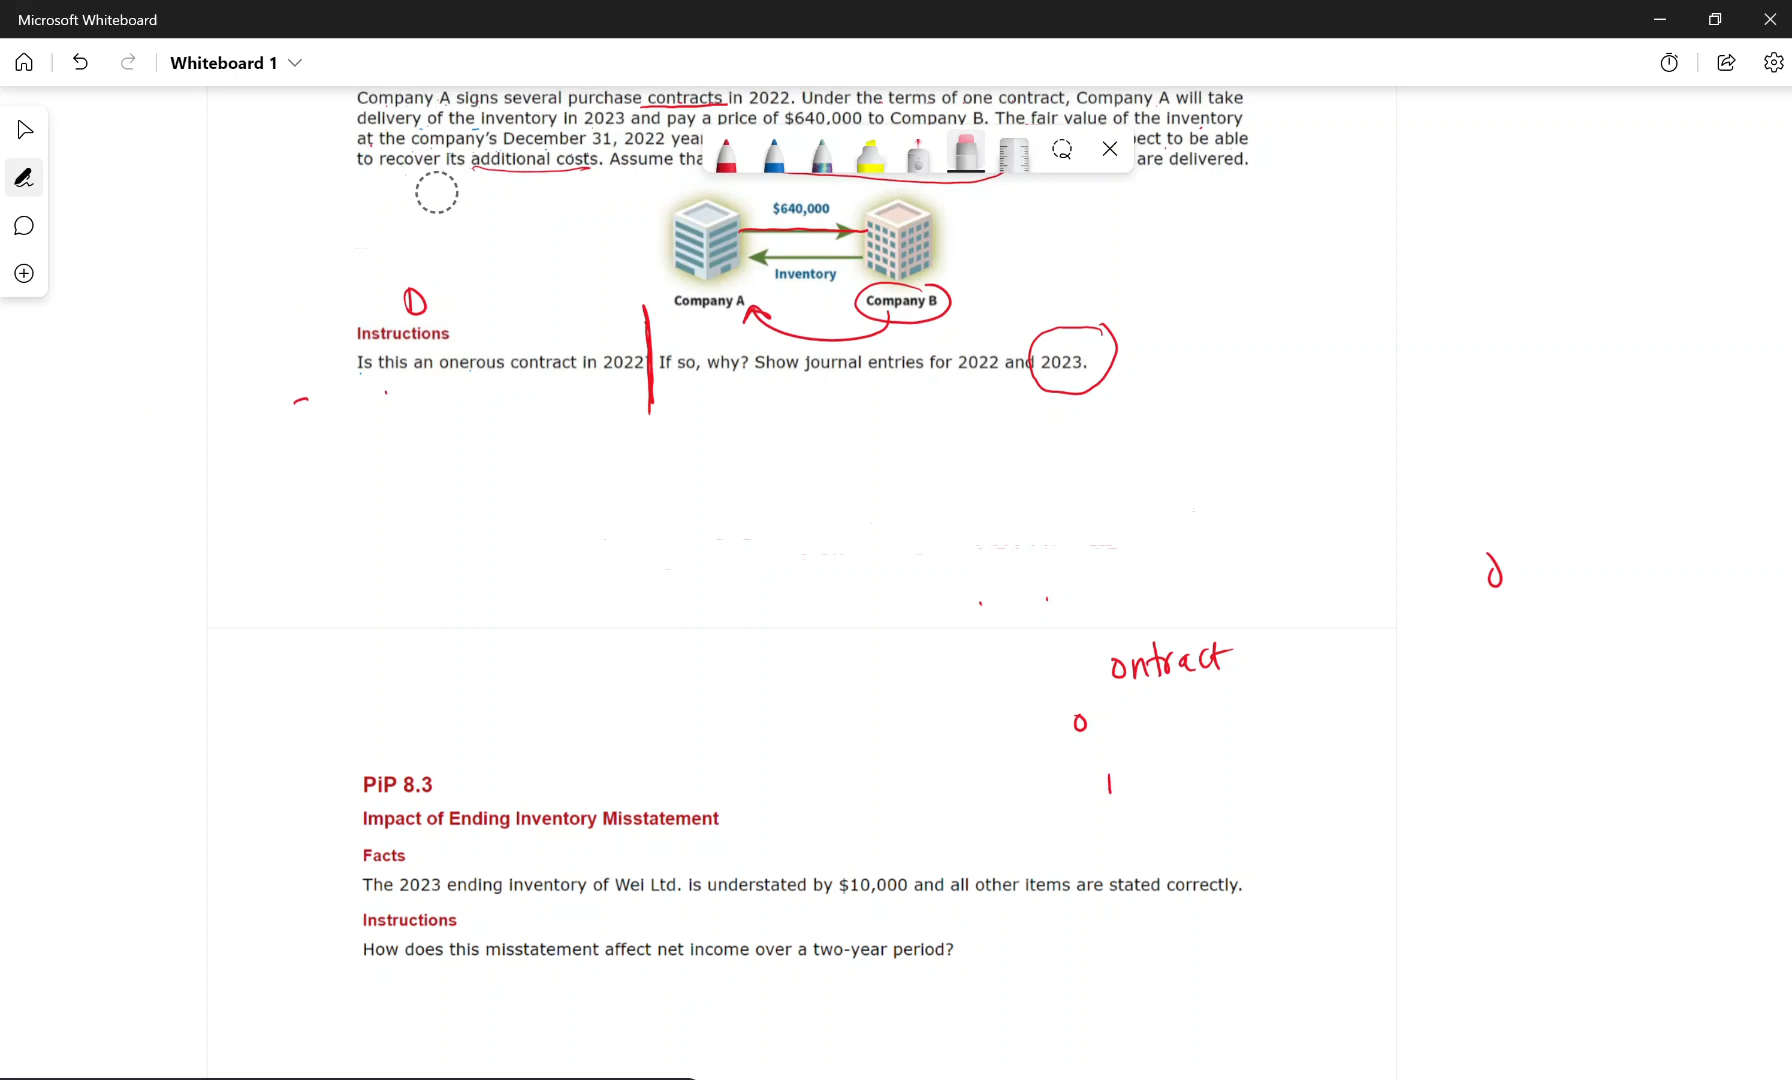 Microsoft Whiteboard
Whiteboard 1
Company A signs several purchase contracts in 2022. Under the terms of one contract, Company A will take
delivery of the inventory in 2023 and pay a price of $640,000 to Company B. The fair value of the inventory
at the company's December 31, 2022 year ect to be able
to recover its additional costs. Assume tha are delivered.
$640,000
Inventory
Company A Company B
Instructions
Is this an onerous contract in 2022? If so, why? Show journal entries for 2022 and 2023.
ontract
0
PiP 8.3
Impact of Ending Inventory Misstatement
Facts
The 2023 ending inventory of Wei Ltd. is understated by $10,000 and all other items are stated correctly.
Instructions
How does this misstatement affect net income over a two-year period?